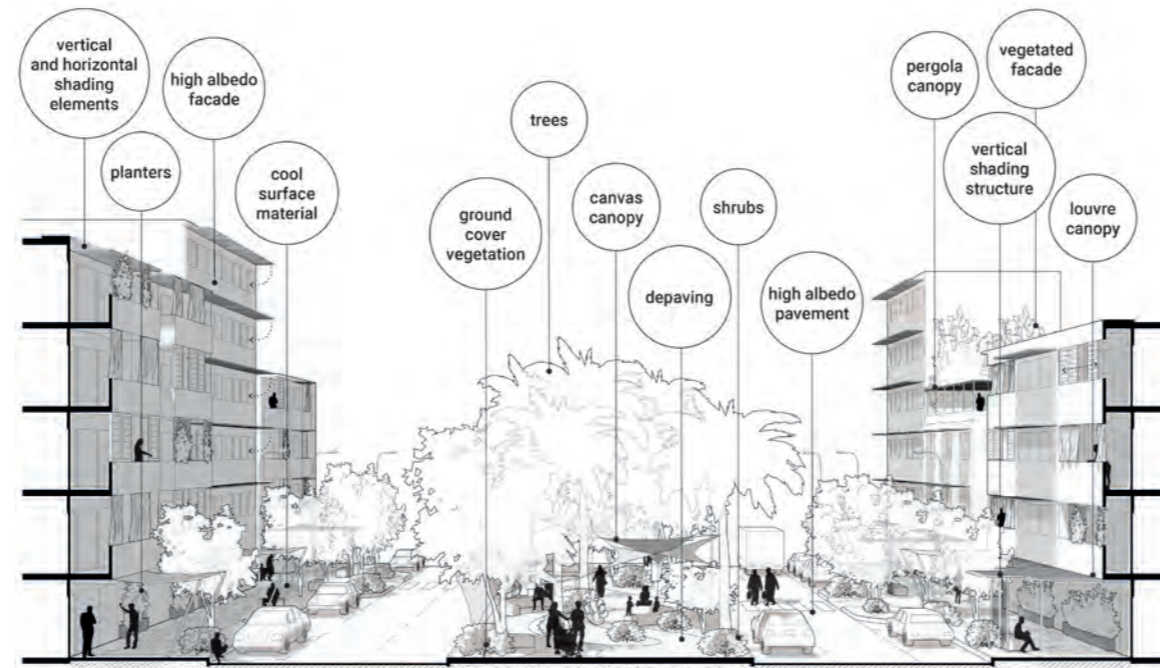 vertical
and horizontal
shading
elements
high albedo
facade
planters
cool
surface
material
trees
ground
cover
vegetation
canvas
canopy
shrubs
depaving
high albedo
pavement
pergola
canopy
vegetated
facade
vertical
shading
structure
louvre
canopy